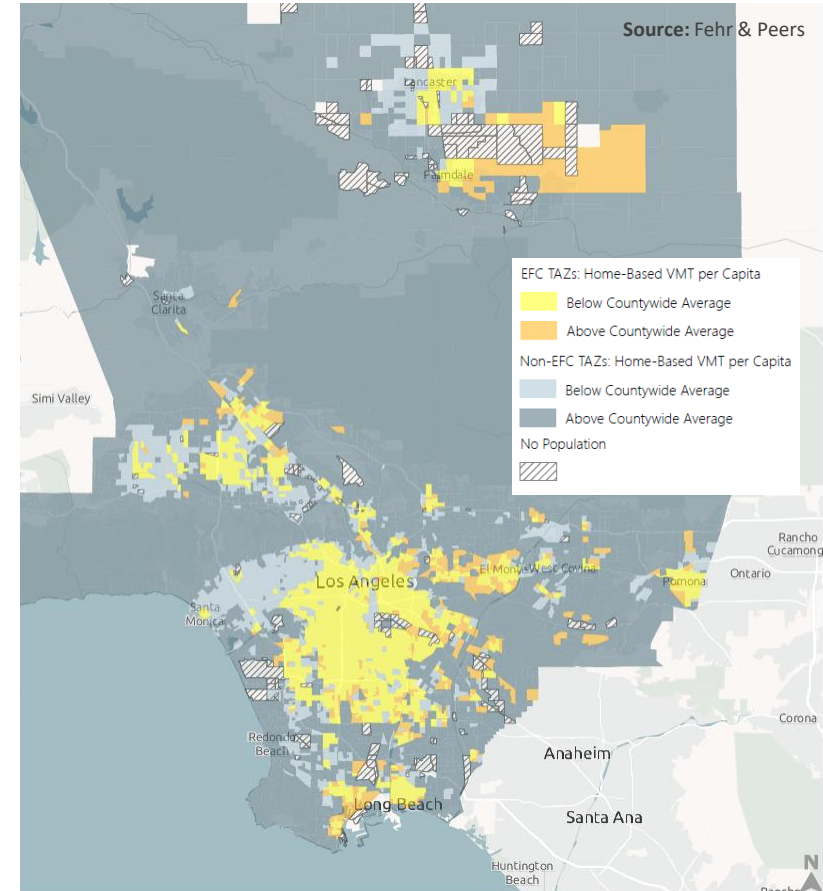 Source: Fehr & Peers
Lancaster
Palmdale
EFC TAZs: Home-Based VMT per Capita
Below Countywide Average
Above Countywide Average
Non-EFC TAZs: Home-Based VMT per Capita
Below Countywide Average
Above Countywide Average
No Population
Santa
Clarita
Simi Valley
Rancho
Cucamong
Los Angeles
El Monte
West Covina
Pomona
Ontario
Santa
Monica
Corona
Redondo
Beach
Anaheim
Long Beach
Santa Ana
Huntington
Beach
N